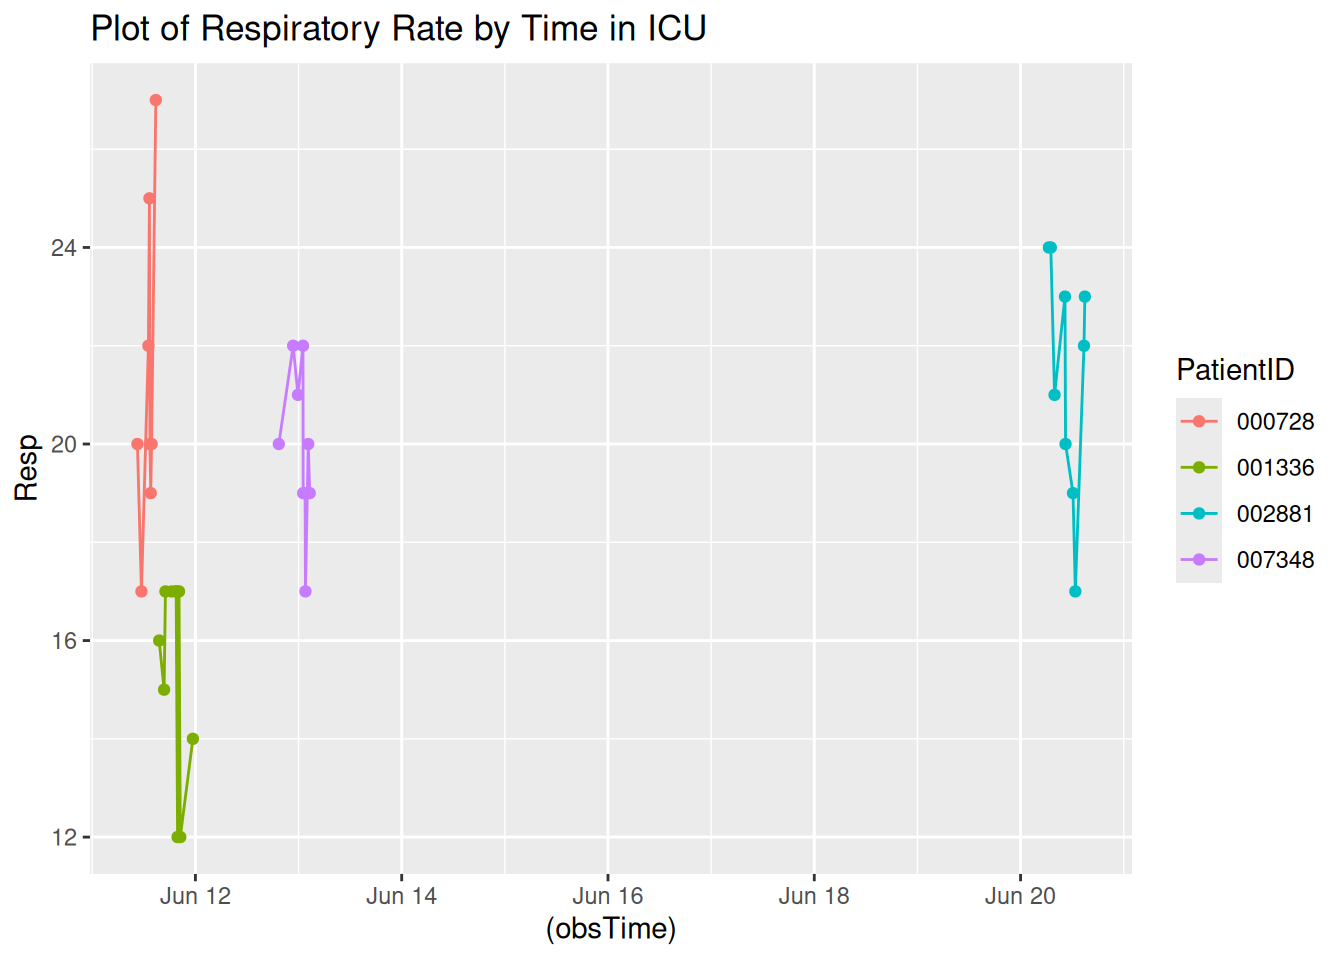 Plot of Respiratory Rate by Time in ICU
24
20
16
12
Resp
Jun 12
Jun 14
Jun 16
Jun 18
Jun 20
(obsTime)
PatientID
000728
001336
002881
007348